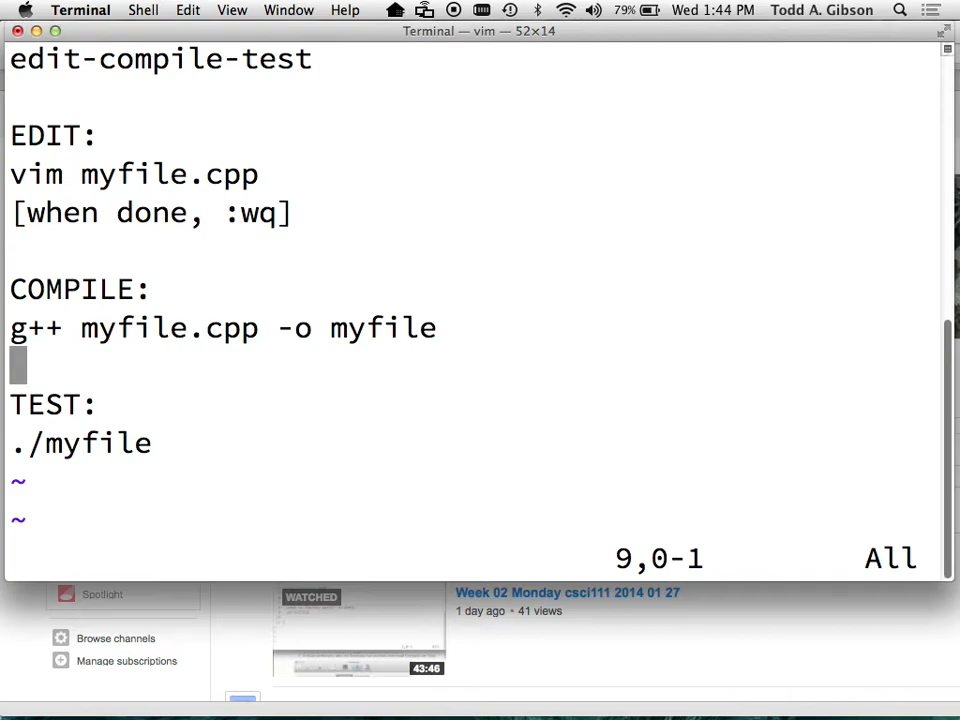 Terminal Shell Edit View Window Help 79% Wed 1:44 PM Todd A. Gibson
Terminal — vim — 52×14
edit-compile-test
EDIT:
vim myfile.cpp
[when done, :wq]
COMPILE:
g++ myfile.cpp -o myfile
TEST:
./myfile
~
~
9,0-1 All
Spotlight
Browse channels
Manage subscriptions
WATCHED
43:46
Week 02 Monday csci111 2014 01 27
1 day ago • 41 views